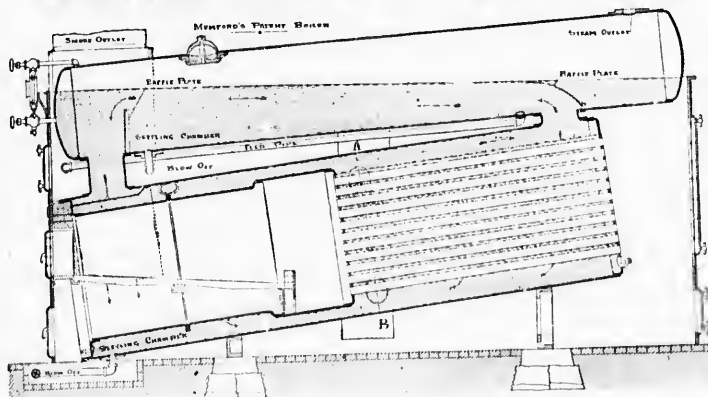 MUMFORD'S PATENT BOILER
SMOKE OUTLET
STEAM OUTLET
BAFFLE PLATE
BAFFLE PLATE
SETTLING CHAMBER
FEED PIPE
BLOW OFF
A
B
SETTLING CHAMBER
BLOW OFF